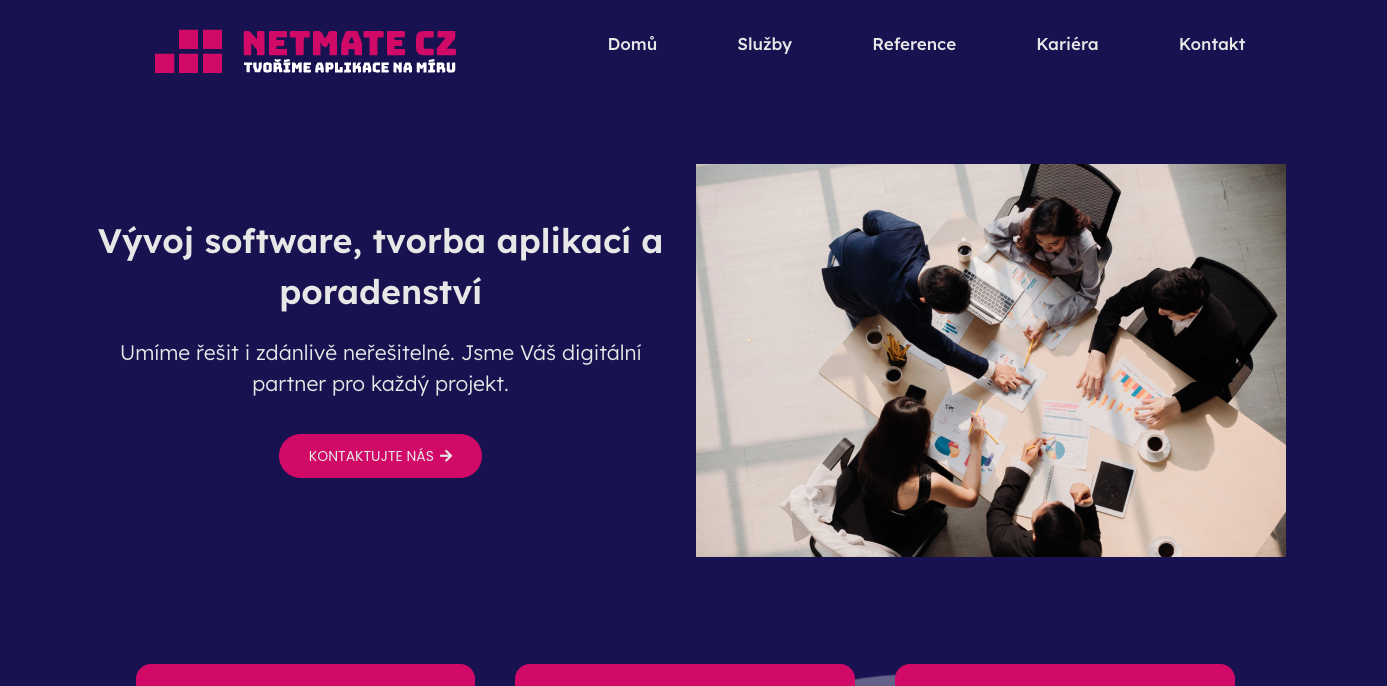 NETMATE CZ
TVOŘÍME APLIKACE NA MÍRU
Domů
Služby
Reference
Kariéra
Kontakt
Vývoj software, tvorba aplikací a
poradenství
Umíme řešit i zdánlivě neřešitelné. Jsme Váš digitální
partner pro každý projekt.
KONTAKTUJTE NÁS